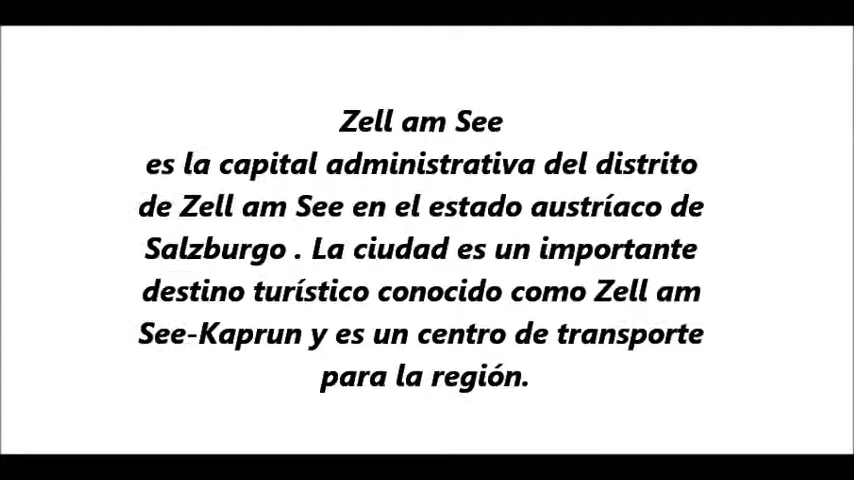 Zell am See
es la capital administrativa del distrito
de Zell am See en el estado austríaco de
Salzburgo . La ciudad es un importante
destino turístico conocido como Zell am
See-Kaprun y es un centro de transporte
para la región.